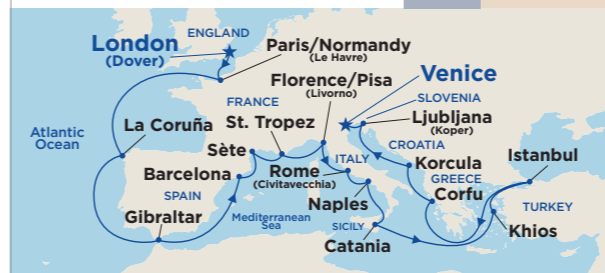 ENGLAND
London
(Dover)
Paris/Normandy
(Le Havre)
Florence/Pisa
(Livorno)
Venice
SLOVENIA
Ljubljana
(Koper)
FRANCE
St. Tropez
Atlantic
Ocean
La Coruña
Sète
CROATIA
Istanbul
ITALY
Korcula
Barcelona
Rome
(Civitavecchia)
GREECE
SPAIN
Corfu
Naples
TURKEY
Gibraltar
Mediterranean
Sea
SICILY
Khios
Catania